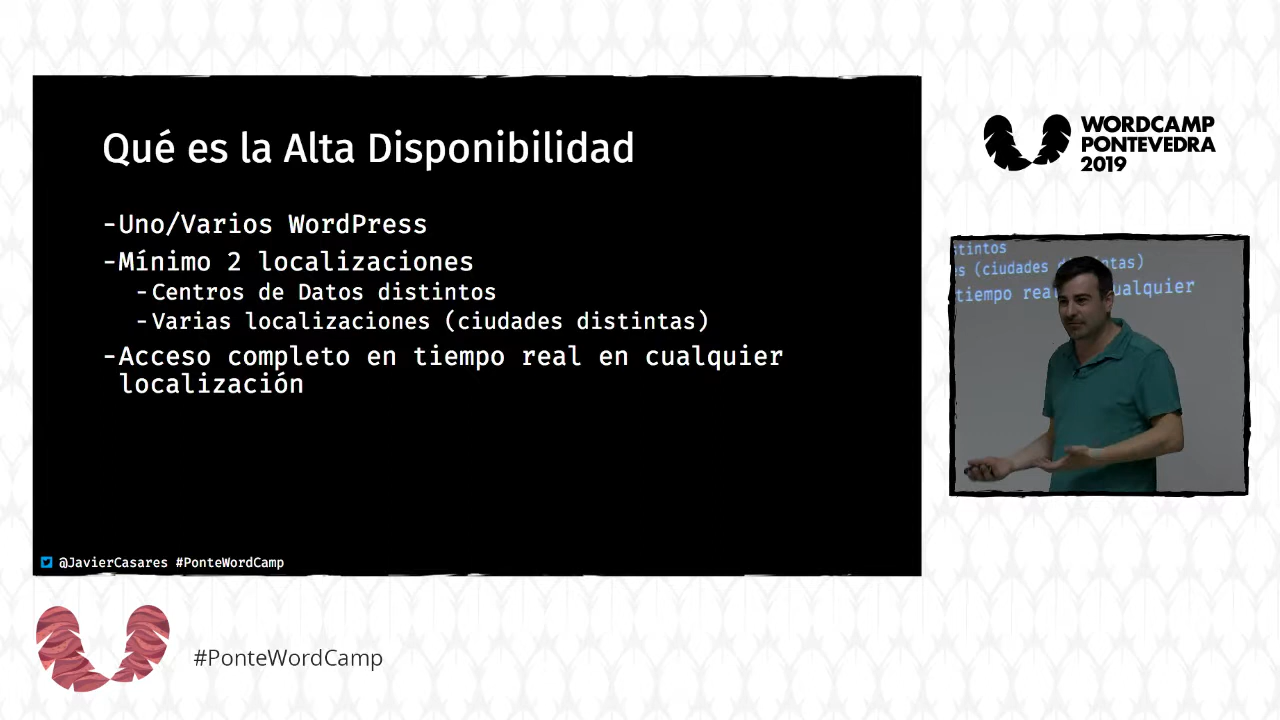 Qué es la Alta Disponibilidad
-Uno/Varios WordPress
-Mínimo 2 localizaciones
-Centros de Datos distintos
-Varias localizaciones (ciudades distintas)
-Acceso completo en tiempo real en cualquier
localización
@JavierCasares #PonteWordCamp
WORDCAMP
PONTEVEDRA
2019
#PonteWordCamp